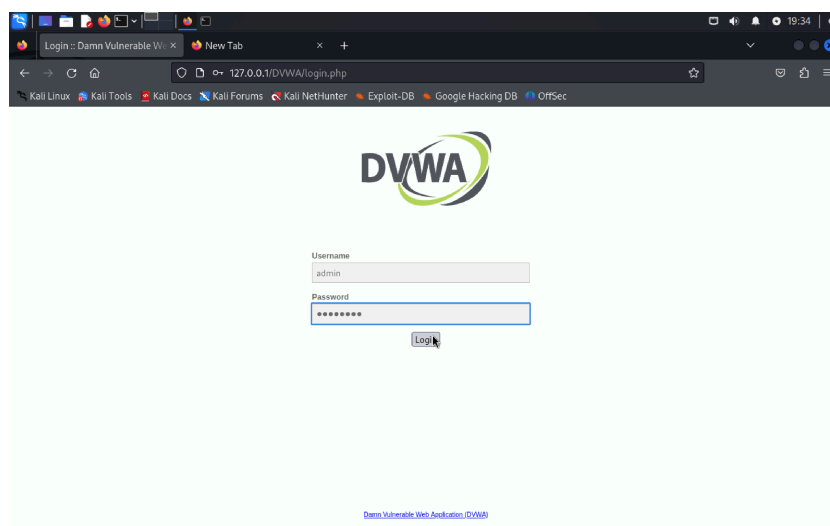 19:34
Login :: Damn Vulnerable We
New Tab
127.0.0.1/DVWA/login.php
Kali Linux Kali Tools Kali Docs Kali Forums Kali NetHunter Exploit-DB Google Hacking DB OffSec
DVWA
Username
admin
Password
Login
Damn Vulnerable Web Application (DVWA)